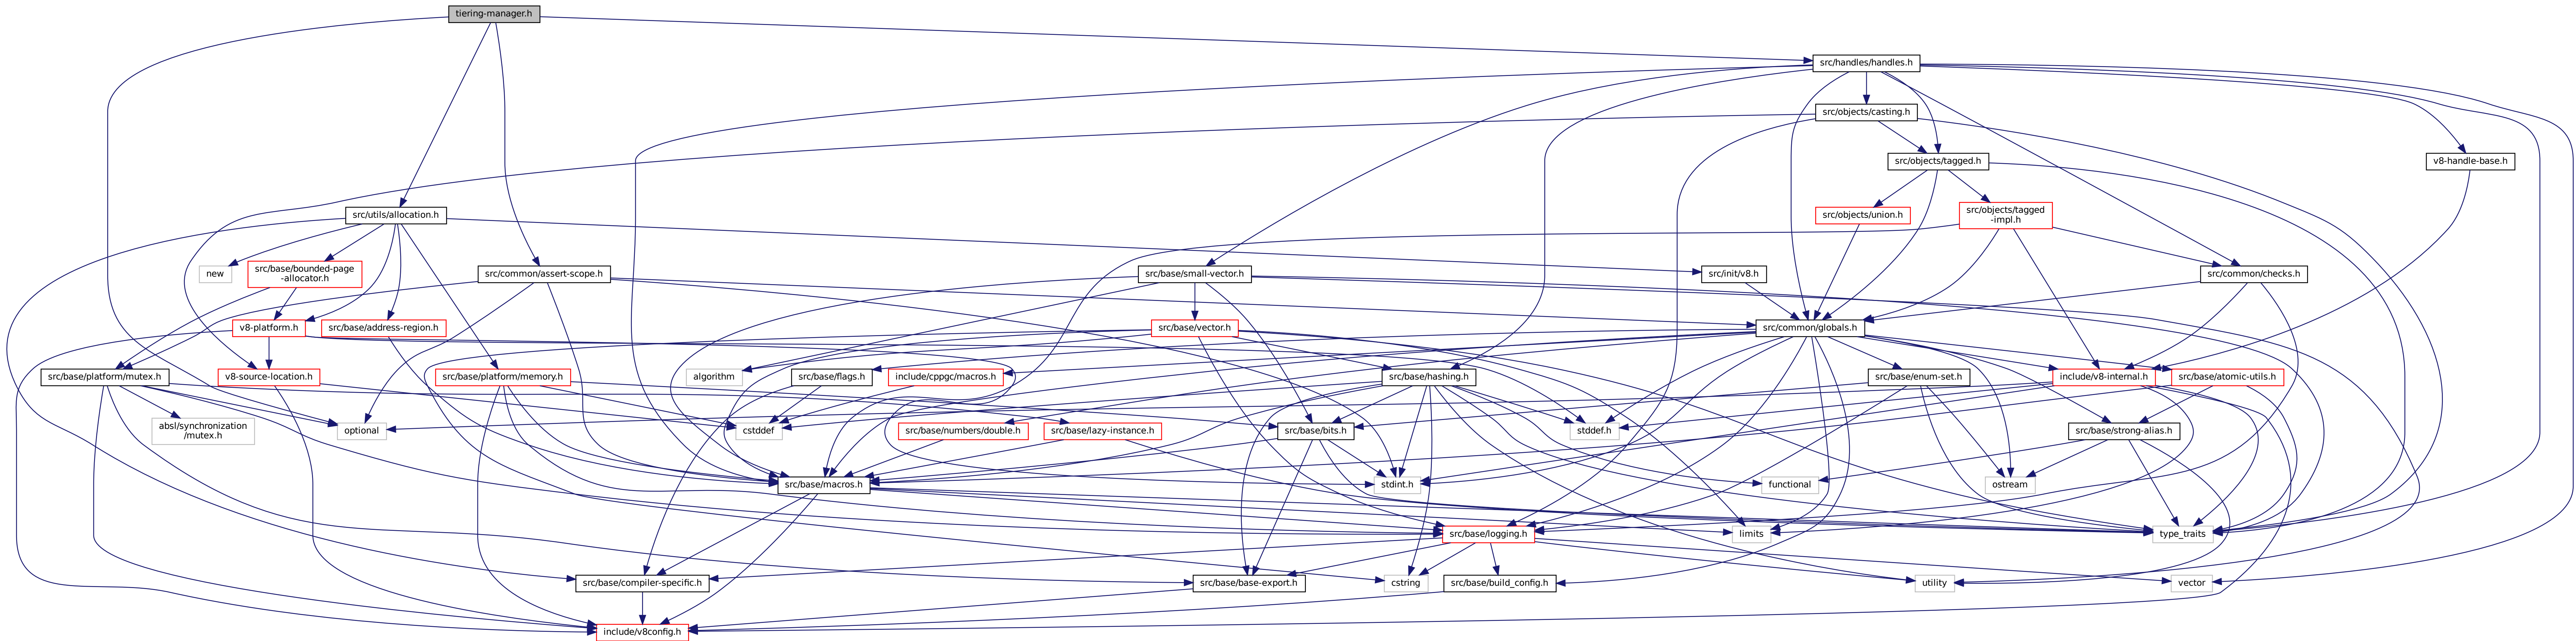 tiering-manager.h
src/handles/handles.h
src/objects/casting.h
src/objects/tagged.h
v8-handle-base.h
src/utils/allocation.h
src/objects/union.h
src/objects/tagged
-impl.h
new
src/base/bounded-page
-allocator.h
src/common/assert-scope.h
src/base/small-vector.h
src/init/v8.h
src/common/checks.h
v8-platform.h
src/base/address-region.h
src/base/vector.h
src/common/globals.h
src/base/platform/mutex.h
v8-source-location.h
src/base/platform/memory.h
algorithm
src/base/flags.h
include/cppgc/macros.h
src/base/hashing.h
src/base/enum-set.h
include/v8-internal.h
src/base/atomic-utils.h
absl/synchronization
/mutex.h
optional
cstddef
src/base/numbers/double.h
src/base/lazy-instance.h
src/base/bits.h
stddef.h
src/base/strong-alias.h
src/base/macros.h
stdint.h
functional
ostream
src/base/logging.h
limits
type_traits
src/base/compiler-specific.h
src/base/base-export.h
cstring
src/base/build_config.h
utility
vector
include/v8config.h